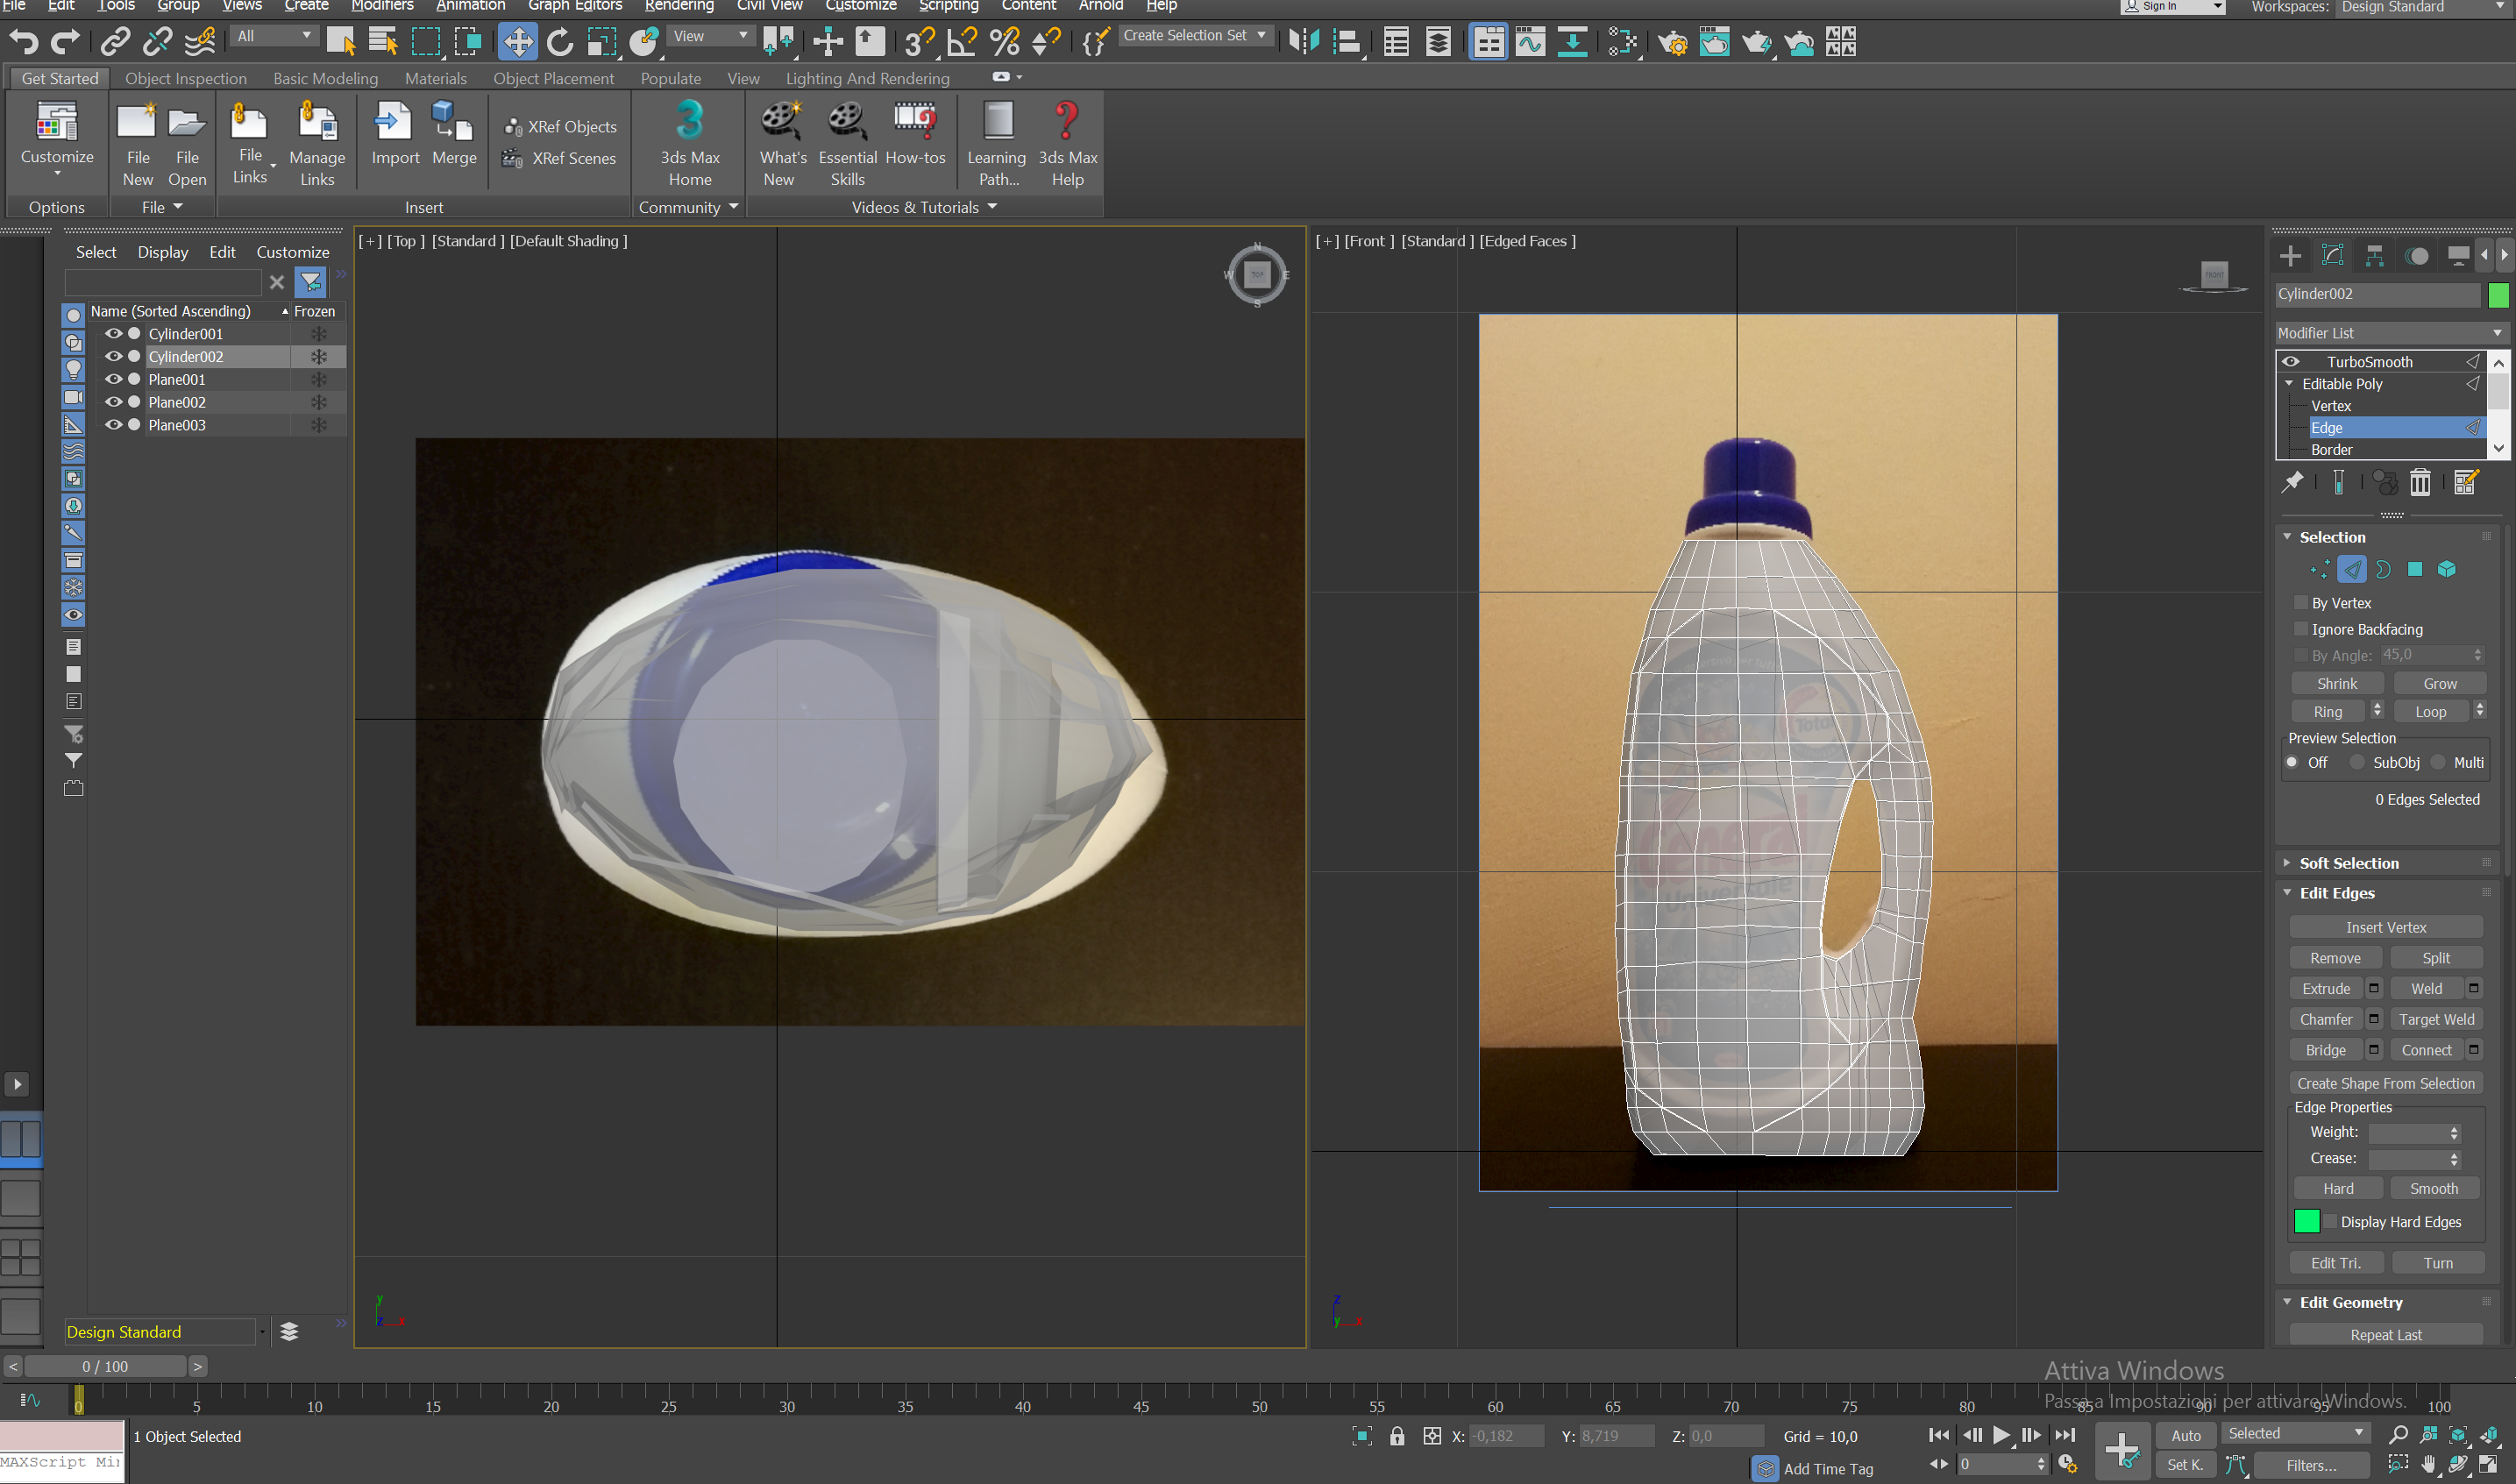 File Edit Tools Group Views Create Modifiers Animation Graph Editors Rendering Civil View Customize Scripting Content Arnold Help Sign In Workspaces: Design Standard
All View Create Selection Set
Get Started Object Inspection Basic Modeling Materials Object Placement Populate View Lighting And Rendering
Customize
File New
File Open
File Links
Manage Links
Import
Merge
XRef Objects
XRef Scenes
3ds Max Home
What's New
Essential Skills
How-tos
Learning Path...
3ds Max Help
Options File Insert Community Videos & Tutorials
Select Display Edit Customize
Name (Sorted Ascending) Frozen
Cylinder001
Cylinder002
Plane001
Plane002
Plane003
Design Standard
[+] [Top ] [Standard ] [Default Shading ]
N
W TOP E
S
y
z x
[+] [Front ] [Standard ] [Edged Faces ]
FRONT
Total
Universale
z
y x
Cylinder002
Modifier List
TurboSmooth
Editable Poly
Vertex
Edge
Border
Selection
By Vertex
Ignore Backfacing
By Angle: 45,0
Shrink Grow
Ring Loop
Preview Selection
Off SubObj Multi
0 Edges Selected
Soft Selection
Edit Edges
Insert Vertex
Remove Split
Extrude Weld
Chamfer Target Weld
Bridge Connect
Create Shape From Selection
Edge Properties
Weight:
Crease:
Hard Smooth
Display Hard Edges
Edit Tri. Turn
Edit Geometry
Repeat Last
Attiva Windows
Passa a Impostazioni per attivare Windows.
< 0 / 100 >
0 5 10 15 20 25 30 35 40 45 50 55 60 65 70 75 80 85 90 95 100
1 Object Selected
MAXScript Mi
X: -0,182 Y: 8,719 Z: 0,0 Grid = 10,0
Add Time Tag
0
Auto Selected
Set K. Filters...